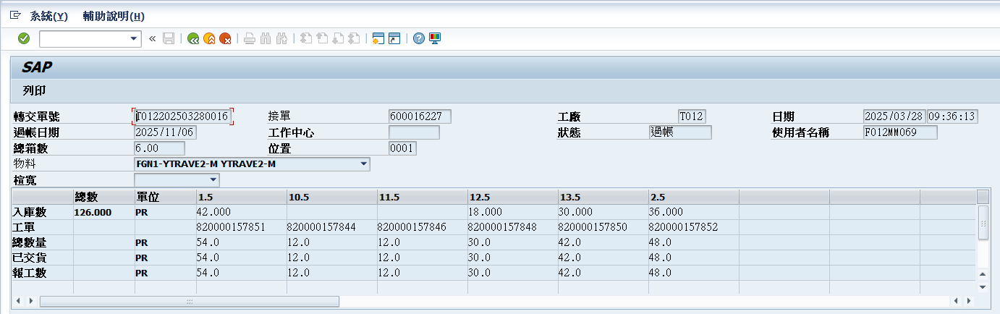 系統(Y) 輔助說明(H)
SAP
列印
轉交單號 T012202503280016 接單 600016227 工廠 T012 日期 2025/03/28 09:36:13
過帳日期 2025/11/06 工作中心 狀態 過帳 使用者名稱 F012MM069
總箱數 6.00 位置 0001
物料 FGN1-YTRAVE2-M YTRAVE2-M
楦寬
總數 單位 1.5 10.5 11.5 12.5 13.5 2.5
入庫數 126.000 PR 42.000 18.000 30.000 36.000
工單 820000157851 820000157844 820000157846 820000157848 820000157850 820000157852
總數量 PR 54.0 12.0 12.0 30.0 42.0 48.0
已交貨 PR 54.0 12.0 12.0 30.0 42.0 48.0
報工數 PR 54.0 12.0 12.0 30.0 42.0 48.0